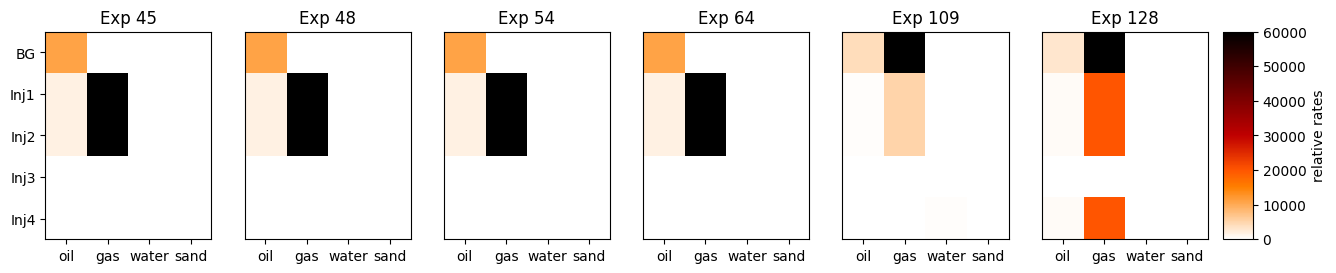 Exp 45 Exp 48 Exp 54 Exp 64 Exp 109 Exp 128
BG
Inj1
Inj2
Inj3
Inj4
60000
50000
40000
30000
20000
10000
0
relative rates
oil gas water sand oil gas water sand oil gas water sand oil gas water sand oil gas water sand oil gas water sand